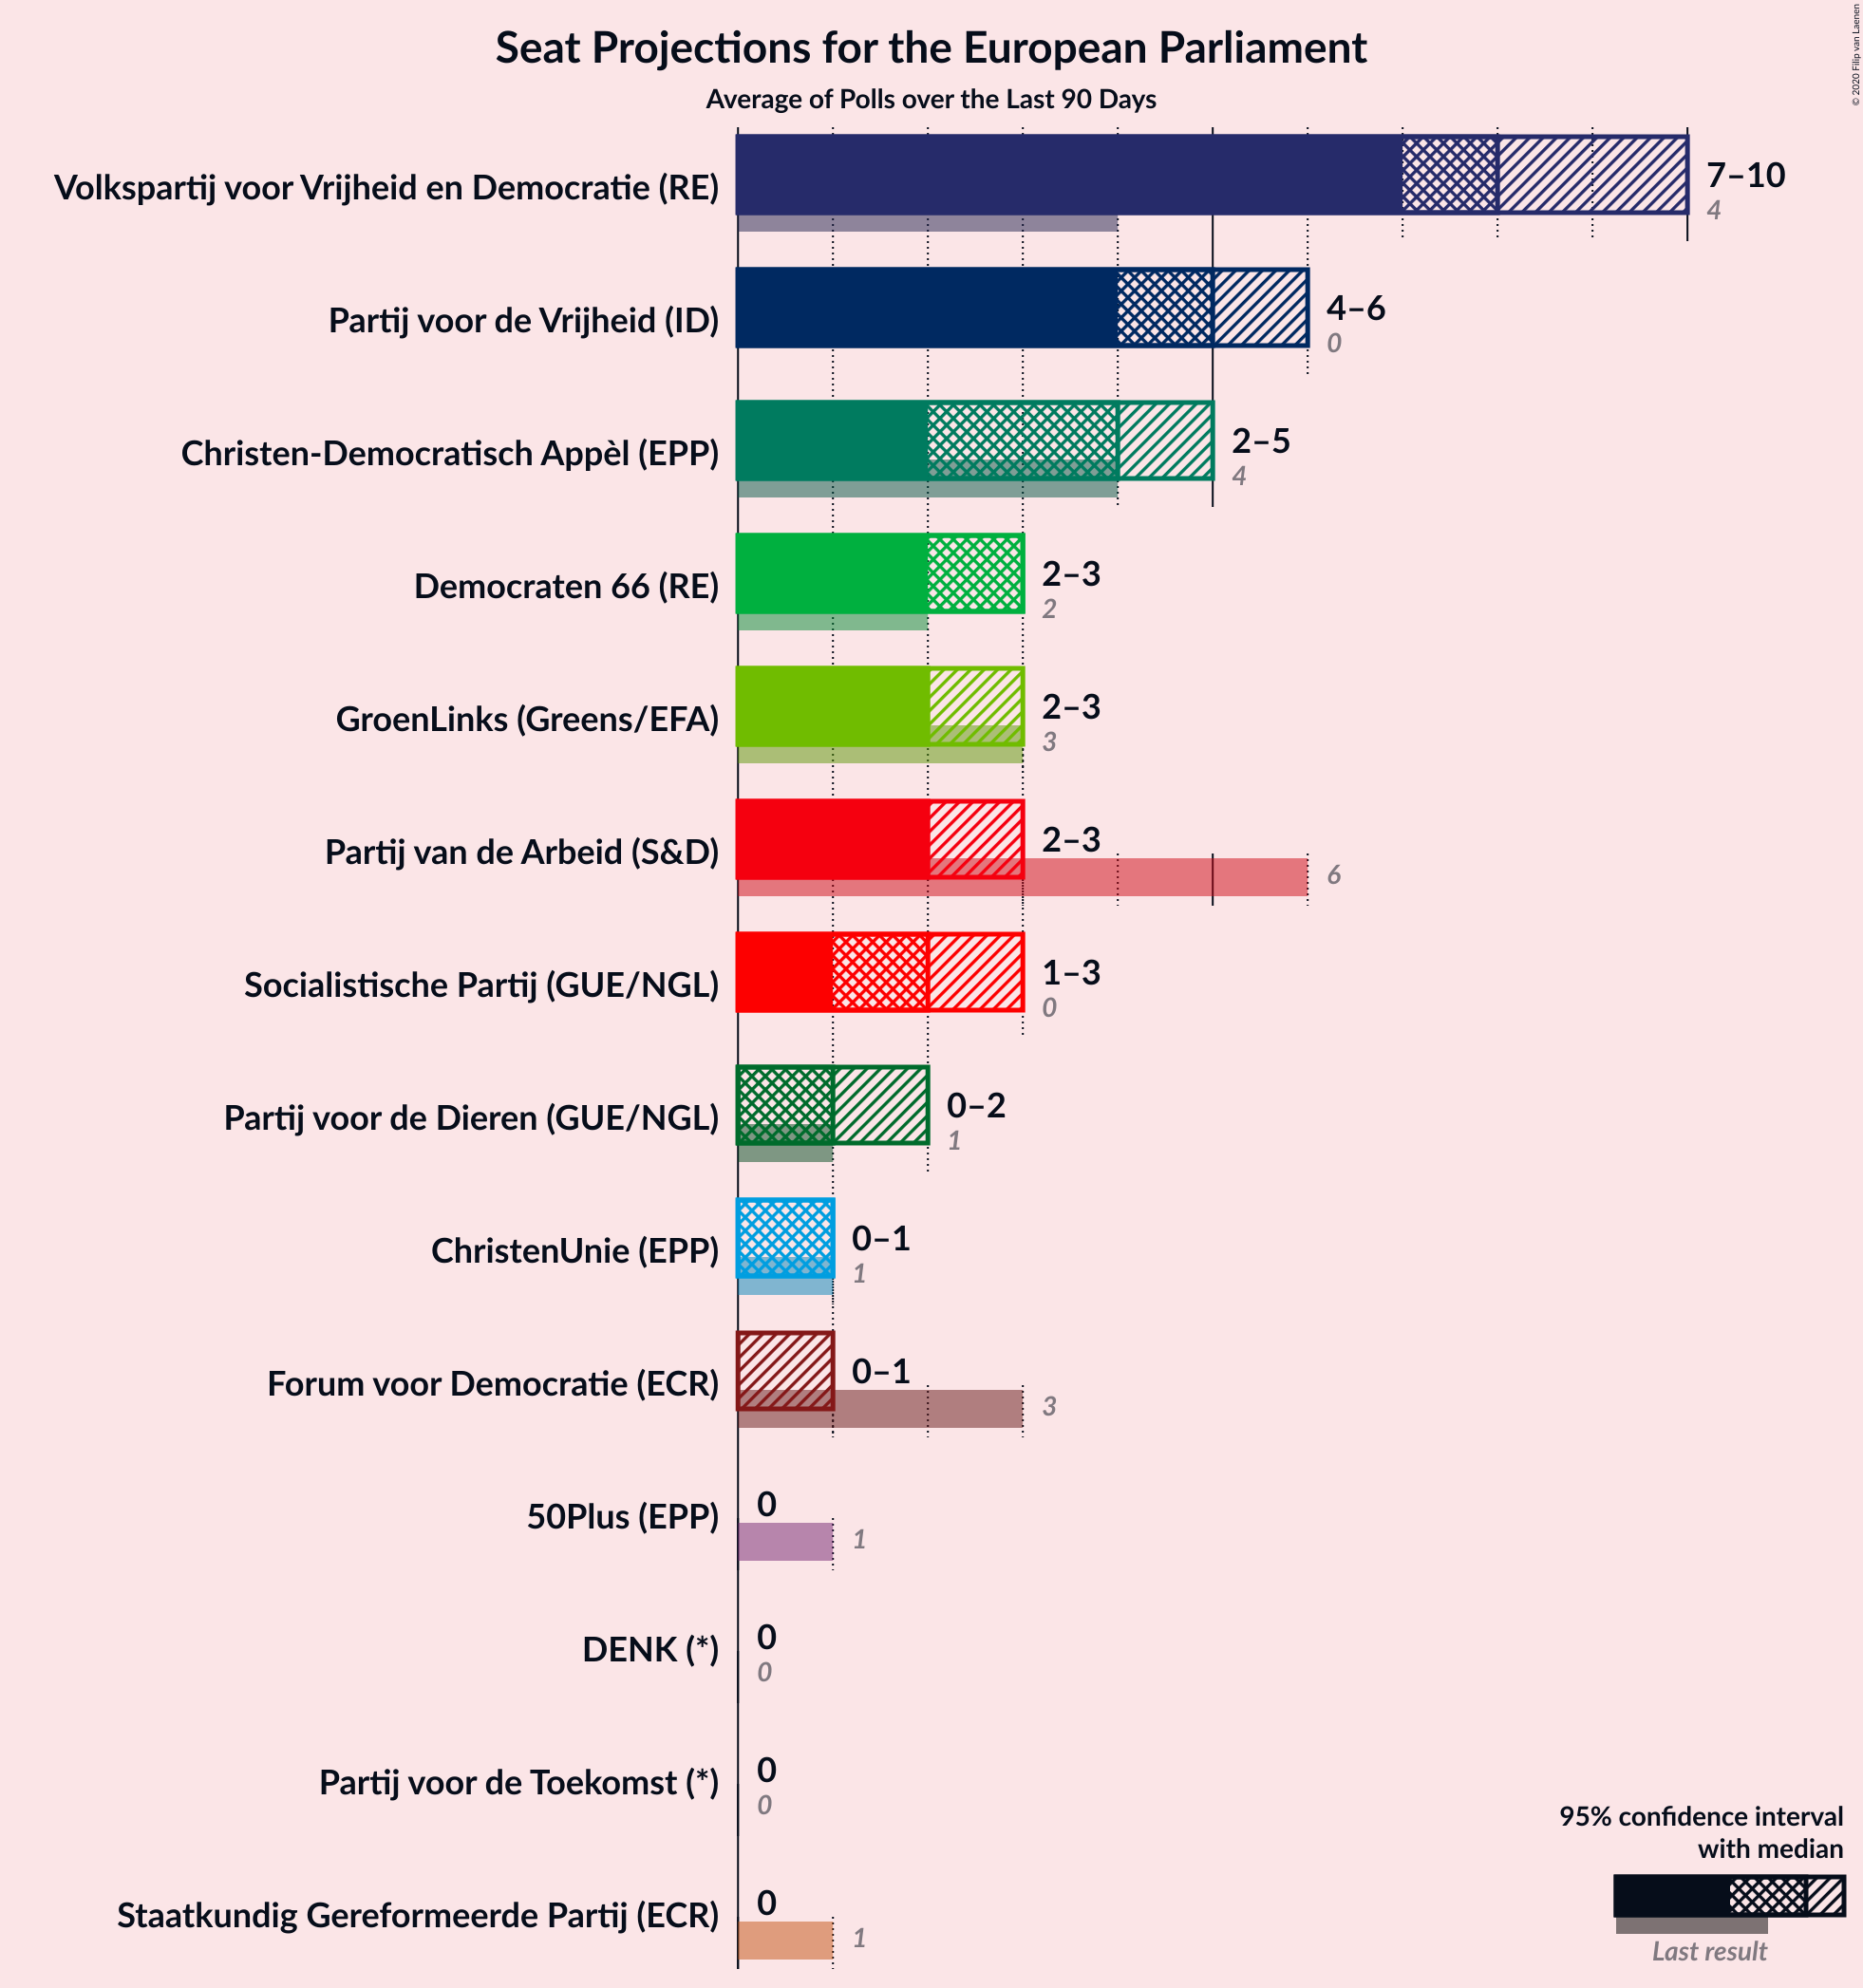 Seat Projections for the European Parliament
Average of Polls over the Last 90 Days
© 2020 Filip van Laenen
Volkspartij voor Vrijheid en Democratie (RE)
7–10
4
Partij voor de Vrijheid (ID)
4–6
0
Christen-Democratisch Appèl (EPP)
2–5
4
Democraten 66 (RE)
2–3
2
GroenLinks (Greens/EFA)
2–3
3
Partij van de Arbeid (S&D)
2–3
6
Socialistische Partij (GUE/NGL)
1–3
0
Partij voor de Dieren (GUE/NGL)
0–2
1
ChristenUnie (EPP)
0–1
1
Forum voor Democratie (ECR)
0–1
3
50Plus (EPP)
0
1
DENK (*)
0
0
Partij voor de Toekomst (*)
0
0
Staatkundig Gereformeerde Partij (ECR)
0
1
95% confidence interval
with median
Last result